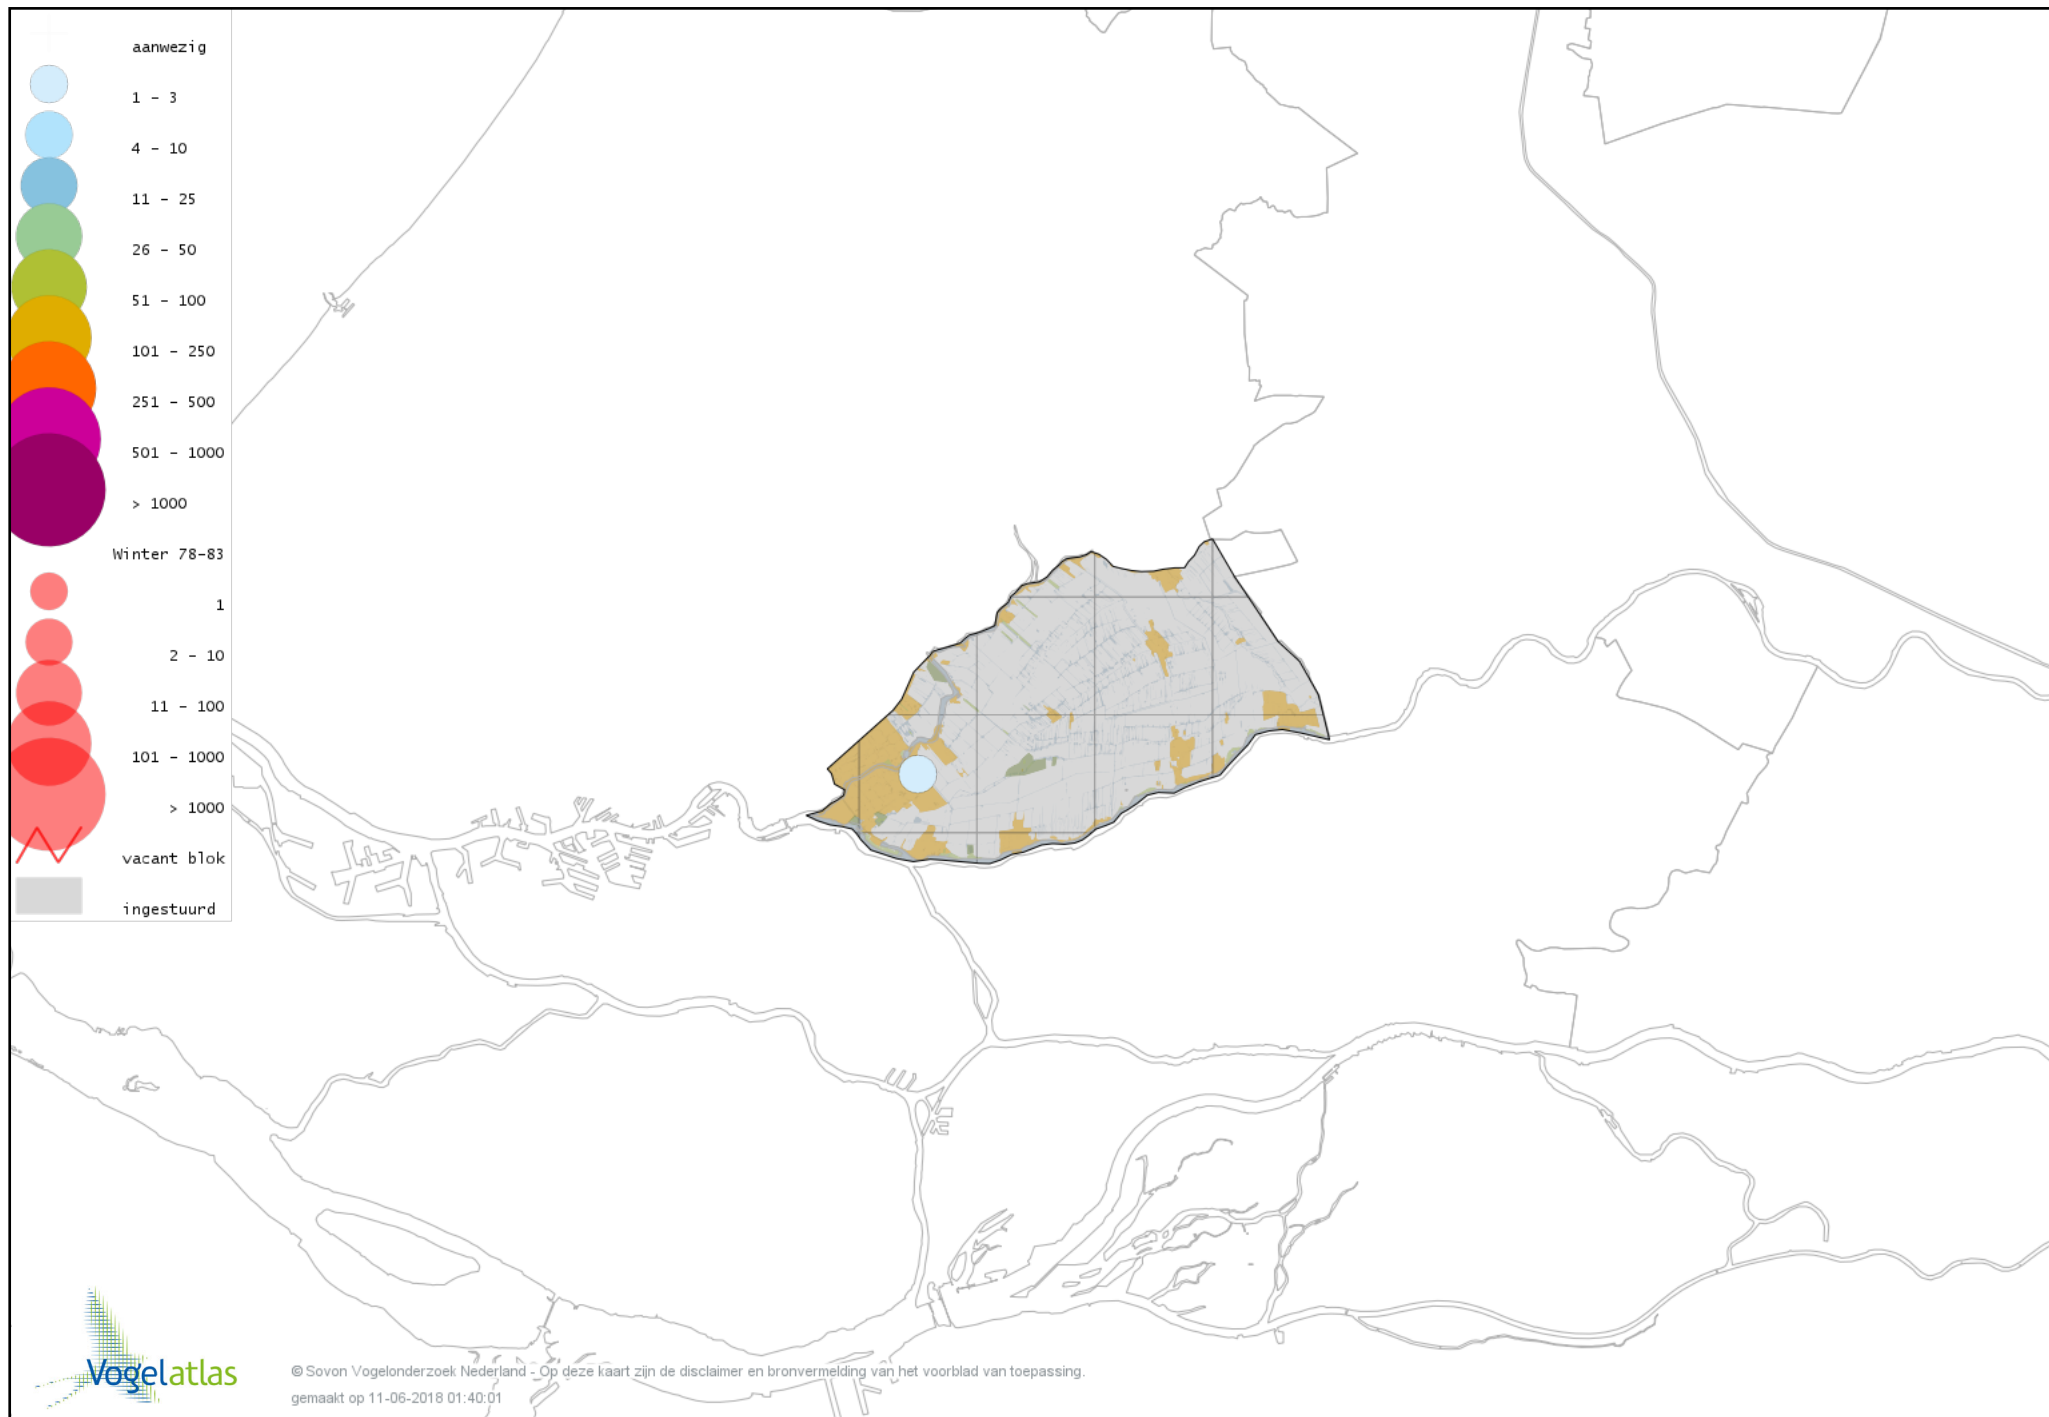 aanwezig
1 - 3
4 - 10
11 - 25
26 - 50
51 - 100
101 - 250
251 - 500
501 - 1000
> 1000
Winter 78-83
1
2 - 10
11 - 100
101 - 1000
> 1000
vacant blok
ingestuurd
Vogelatlas
© Sovon Vogelonderzoek Nederland - Op deze kaart zijn de disclaimer en bronvermelding van het voorblad van toepassing.
gemaakt op 11-06-2018 01:40:01